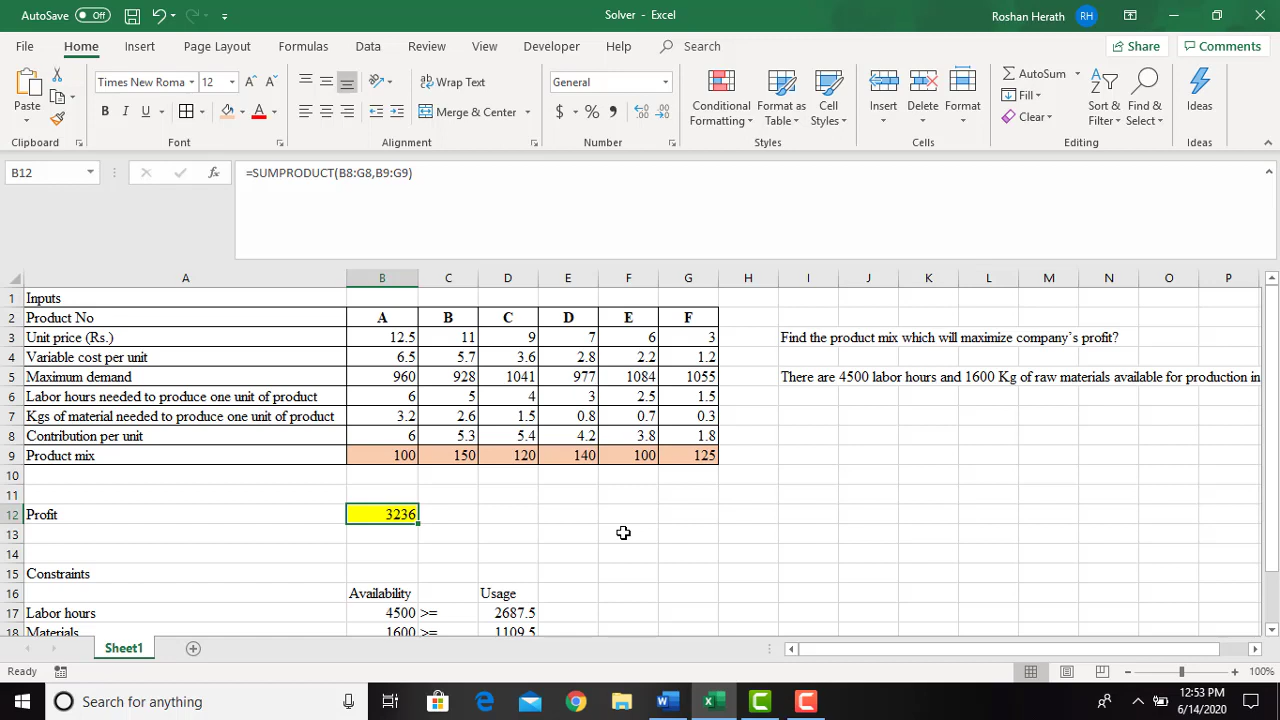 AutoSave Off Solver - Excel Roshan Herath RH
File Home Insert Page Layout Formulas Data Review View Developer Help Search Share Comments
Paste Times New Roma 12 Wrap Text General Conditional Formatting Format as Table Cell Styles Insert Delete Format AutoSum Fill Clear Sort & Filter Find & Select Ideas
B I U A Merge & Center $ % ,
Clipboard Font Alignment Number Styles Cells Editing Ideas
B12 fx =SUMPRODUCT(B8:G8,B9:G9)
A B C D E F G H I J K L M N O P
1 Inputs
2 Product No A B C D E F
3 Unit price (Rs.) 12.5 11 9 7 6 3 Find the product mix which will maximize company's profit?
4 Variable cost per unit 6.5 5.7 3.6 2.8 2.2 1.2
5 Maximum demand 960 928 1041 977 1084 1055 There are 4500 labor hours and 1600 Kg of raw materials available for production in
6 Labor hours needed to produce one unit of product 6 5 4 3 2.5 1.5
7 Kgs of material needed to produce one unit of product 3.2 2.6 1.5 0.8 0.7 0.3
8 Contribution per unit 6 5.3 5.4 4.2 3.8 1.8
9 Product mix 100 150 120 140 100 125
10
11
12 Profit 3236
13
14
15 Constraints
16 Availability Usage
17 Labor hours 4500 >= 2687.5
18 Materials 1600 >= 1109.5
Sheet1
Ready 100%
Search for anything 12:53 PM
6/14/2020